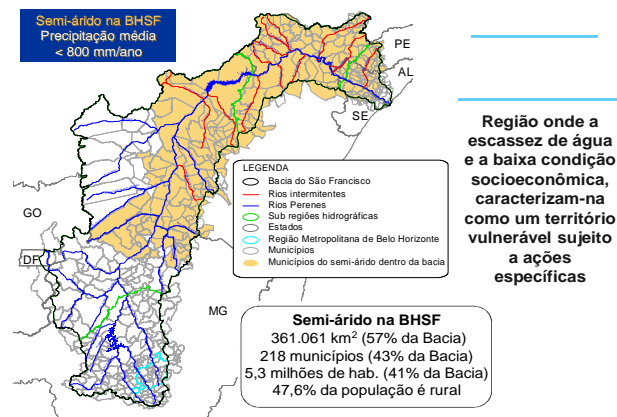 Semi-árido na BHSF
Precipitação média
< 800 mm/ano
PE
AL
SE
GO
DF
MG
LEGENDA
Bacia do São Francisco
Rios intermitentes
Rios Perenes
Sub regiões hidrográficas
Estados
Região Metropolitana de Belo Horizonte
Municípios
Municípios do semi-árido dentro da bacia
Região onde a
escassez de água
e a baixa condição
socioeconômica,
caracterizam-na
como um território
vulnerável sujeito
a ações
específicas
Semi-árido na BHSF
361.061 km² (57% da Bacia)
218 municípios (43% da Bacia)
5,3 milhões de hab. (41% da Bacia)
47,6% da população é rural